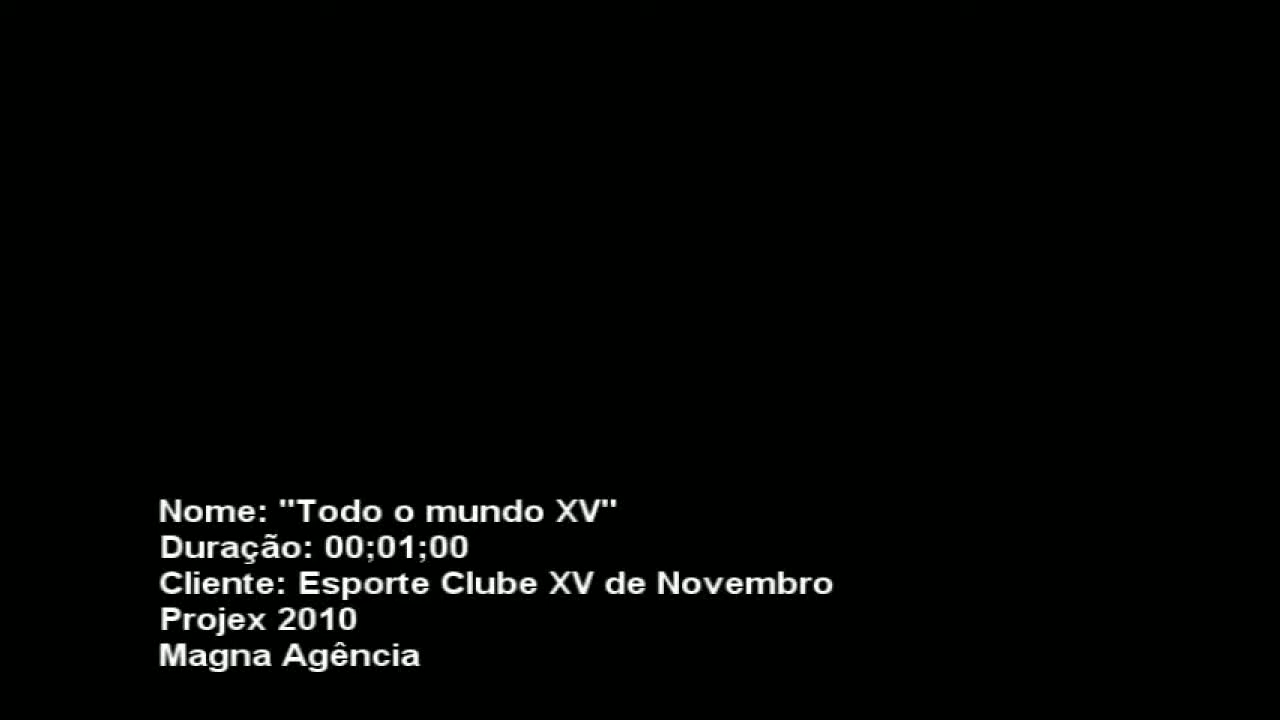 Nome: "Todo o mundo XV"
Duração: 00;01;00
Cliente: Esporte Clube XV de Novembro
Projex 2010
Magna Agência